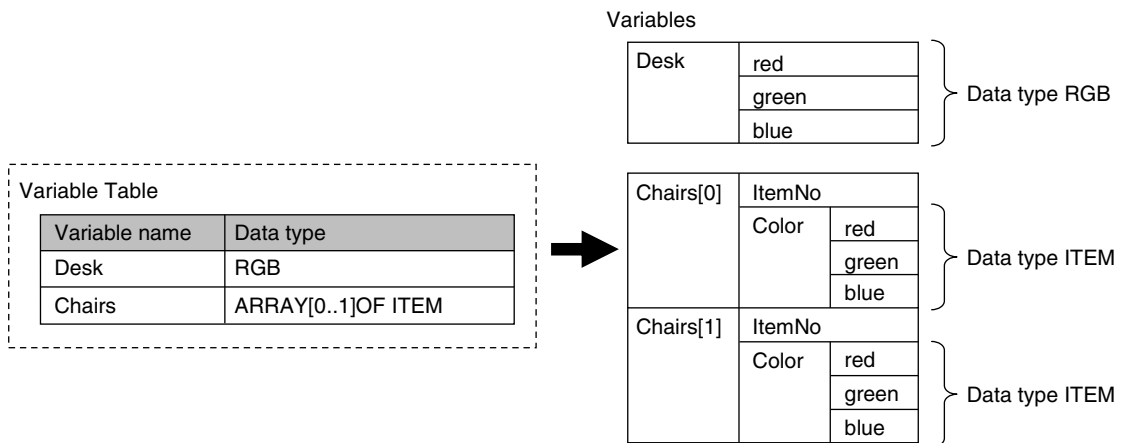 Variables
Desk
red
green
blue
Data type RGB
Variable Table
Variable name Data type
Desk RGB
Chairs ARRAY[0..1]OF ITEM
Chairs[0] ItemNo
Color red
green
blue
Data type ITEM
Chairs[1] ItemNo
Color red
green
blue
Data type ITEM